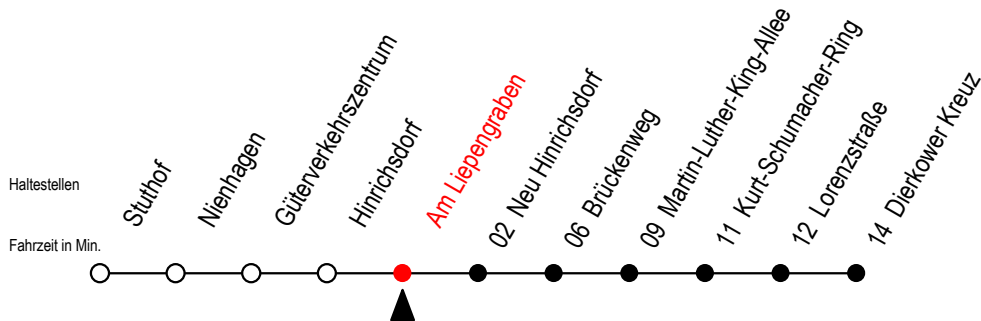 Haltestellen
Fahrzeit in Min.
Stuthof
Nienhagen
Güterverkehrszentrum
Hinrichsdorf
Am Liepengraben
02 Neu Hinrichsdorf
06 Brückenweg
09 Martin-Luther-King-Allee
11 Kurt-Schumacher-Ring
12 Lorenzstraße
14 Dierkower Kreuz